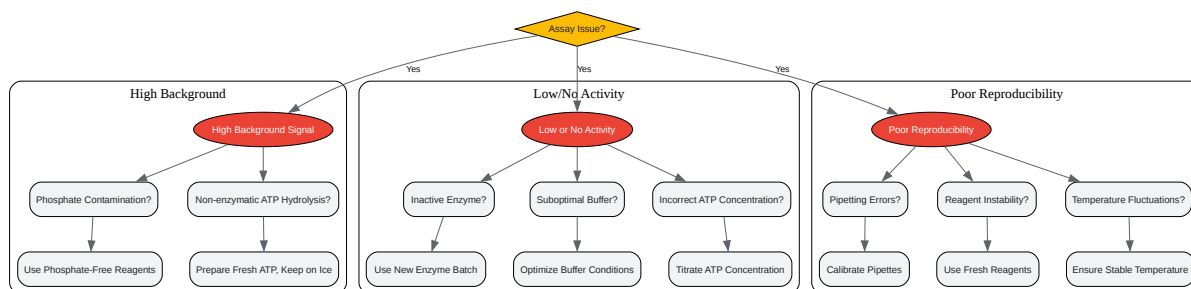 Assay Issue?
Yes
Yes
Yes
High Background
Low/No Activity
Poor Reproducibility
High Background Signal
Low or No Activity
Poor Reproducibility
Phosphate Contamination?
Non-enzymatic ATP Hydrolysis?
Inactive Enzyme?
Suboptimal Buffer?
Incorrect ATP Concentration?
Pipetting Errors?
Reagent Instability?
Temperature Fluctuations?
Use Phosphate-Free Reagents
Prepare Fresh ATP, Keep on Ice
Use New Enzyme Batch
Optimize Buffer Conditions
Titrate ATP Concentration
Calibrate Pipettes
Use Fresh Reagents
Ensure Stable Temperature